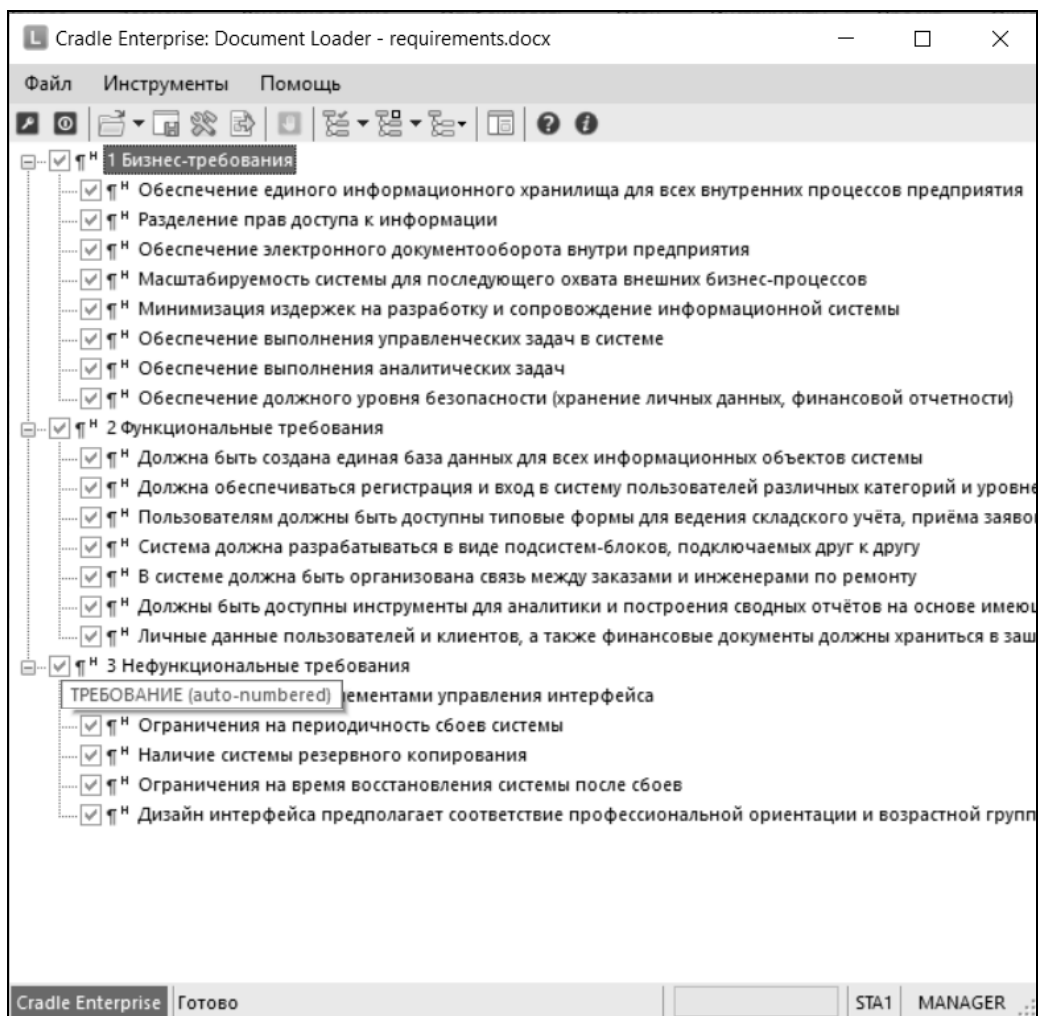 L Cradle Enterprise: Document Loader - requirements.docx
Файл Инструменты Помощь
¶ H 1 Бизнес-требования
¶ H Обеспечение единого информационного хранилища для всех внутренних процессов предприятия
¶ H Разделение прав доступа к информации
¶ H Обеспечение электронного документооборота внутри предприятия
¶ H Масштабируемость системы для последующего охвата внешних бизнес-процессов
¶ H Минимизация издержек на разработку и сопровождение информационной системы
¶ H Обеспечение выполнения управленческих задач в системе
¶ H Обеспечение выполнения аналитических задач
¶ H Обеспечение должного уровня безопасности (хранение личных данных, финансовой отчетности)
¶ H 2 Функциональные требования
¶ H Должна быть создана единая база данных для всех информационных объектов системы
¶ H Должна обеспечиваться регистрация и вход в систему пользователей различных категорий и уровне
¶ H Пользователям должны быть доступны типовые формы для ведения складского учёта, приёма заяво
¶ H Система должна разрабатываться в виде подсистем-блоков, подключаемых друг к другу
¶ H В системе должна быть организована связь между заказами и инженерами по ремонту
¶ H Должны быть доступны инструменты для аналитики и построения сводных отчётов на основе имею
¶ H Личные данные пользователей и клиентов, а также финансовые документы должны храниться в защ
¶ H 3 Нефункциональные требования
ТРЕБОВАНИЕ (auto-numbered) ементами управления интерфейса
¶ H Ограничения на периодичность сбоев системы
¶ H Наличие системы резервного копирования
¶ H Ограничения на время восстановления системы после сбоев
¶ H Дизайн интерфейса предполагает соответствие профессиональной ориентации и возрастной групп
Cradle Enterprise Готово STA1 MANAGER